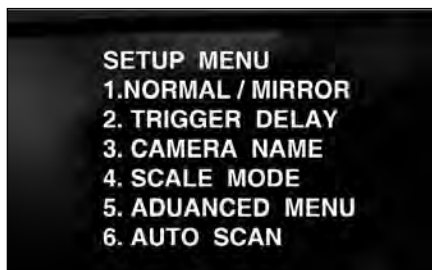 SETUP MENU
1.NORMAL / MIRROR
2. TRIGGER DELAY
3. CAMERA NAME
4. SCALE MODE
5. ADUANCED MENU
6. AUTO SCAN